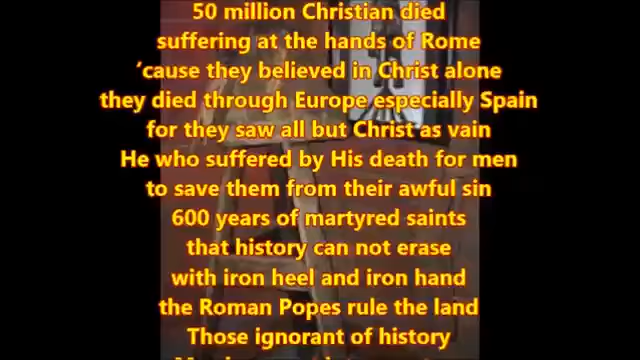 50 million Christian died
suffering at the hands of Rome
´cause they believed in Christ alone
they died through Europe especially Spain
for they saw all but Christ as vain
He who suffered by His death for men
to save them from their awful sin
600 years of martyred saints
that history can not erase
with iron heel and iron hand
the Roman Popes rule the land
Those ignorant of history